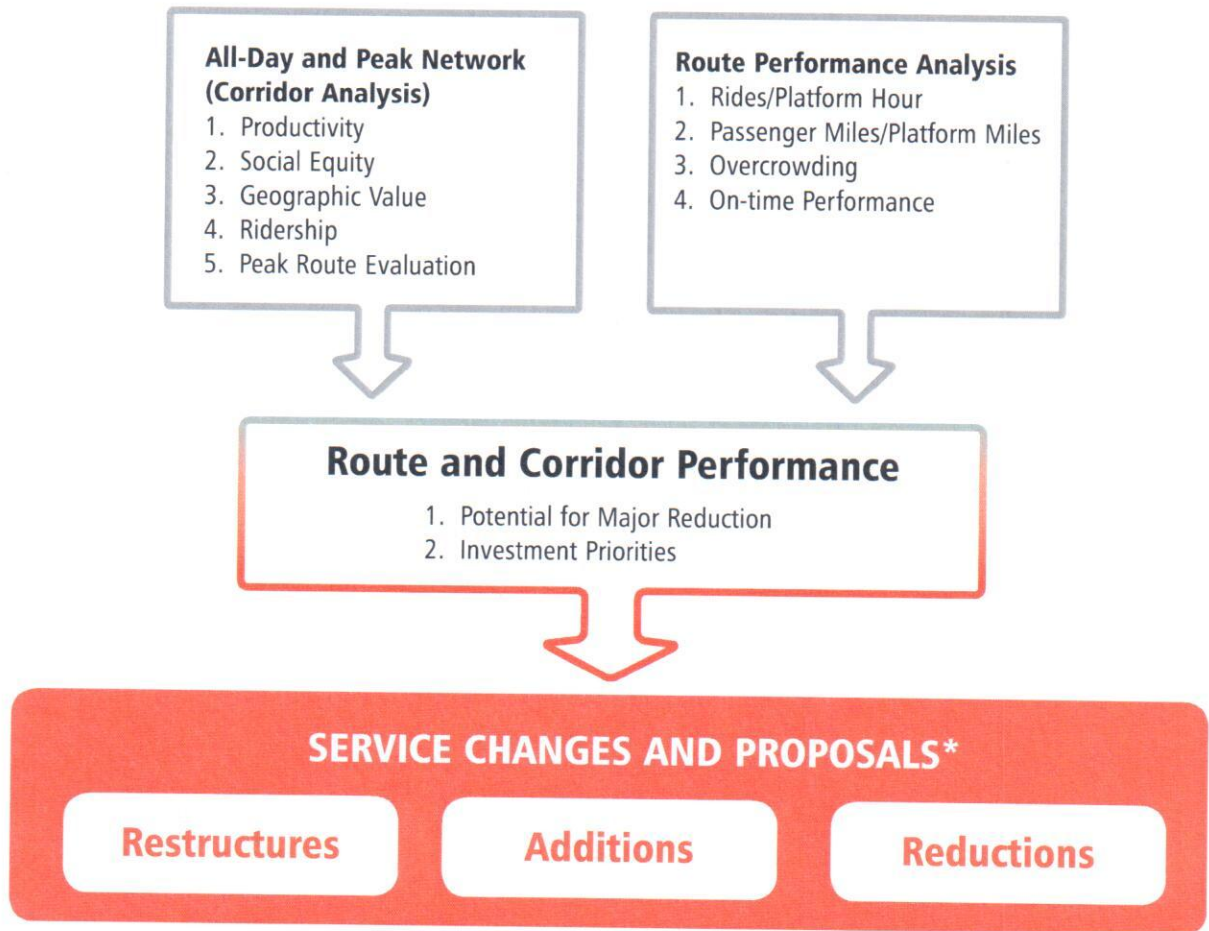 All-Day and Peak Network
(Corridor Analysis)
1. Productivity
2. Social Equity
3. Geographic Value
4. Ridership
5. Peak Route Evaluation
Route Performance Analysis
1. Rides/Platform Hour
2. Passenger Miles/Platform Miles
3. Overcrowding
4. On-time Performance
Route and Corridor Performance
1. Potential for Major Reduction
2. Investment Priorities
SERVICE CHANGES AND PROPOSALS*
Restructures
Additions
Reductions